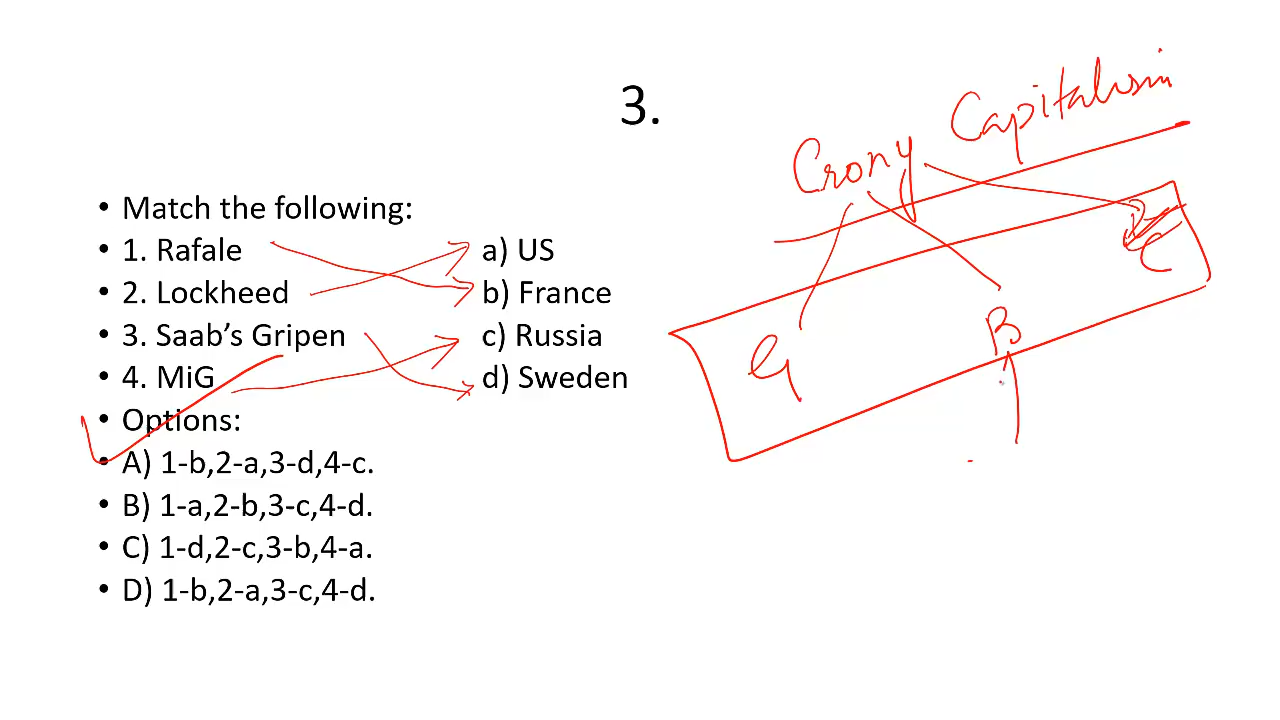 3.
Crony Capitalism
• Match the following:
• 1. Rafale a) US
• 2. Lockheed b) France
• 3. Saab's Gripen c) Russia
• 4. MiG d) Sweden
• Options:
• A) 1-b,2-a,3-d,4-c.
• B) 1-a,2-b,3-c,4-d.
• C) 1-d,2-c,3-b,4-a.
• D) 1-b,2-a,3-c,4-d.
G
B
C